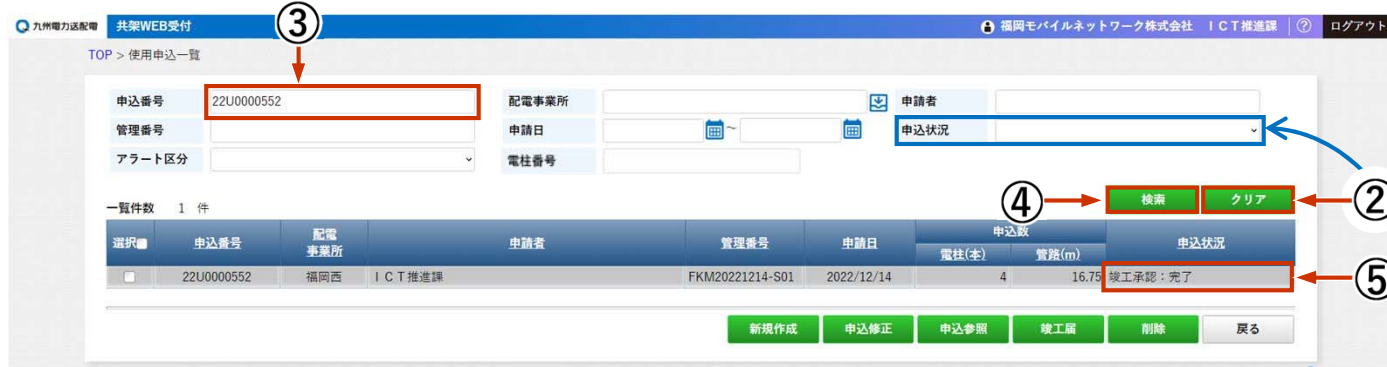 ③
九州電力送配電 共架WEB受付 福岡モバイルネットワーク株式会社 ICT推進課 ? ログアウト
TOP > 使用申込一覧
申込番号 22U0000552 配電事業所 申請者
管理番号 申請日 ~ 申込状況
アラート区分 電柱番号
④ 検索 クリア ②
一覧件数 1 件
選択 申込番号 配電事業所 申請者 管理番号 申請日 申込数 申込状況
電柱(本) 管路(m)
22U0000552 福岡西 ICT推進課 FKM20221214-S01 2022/12/14 4 16.75 竣工承認:完了 ⑤
新規作成 申込修正 申込参照 竣工届 削除 戻る